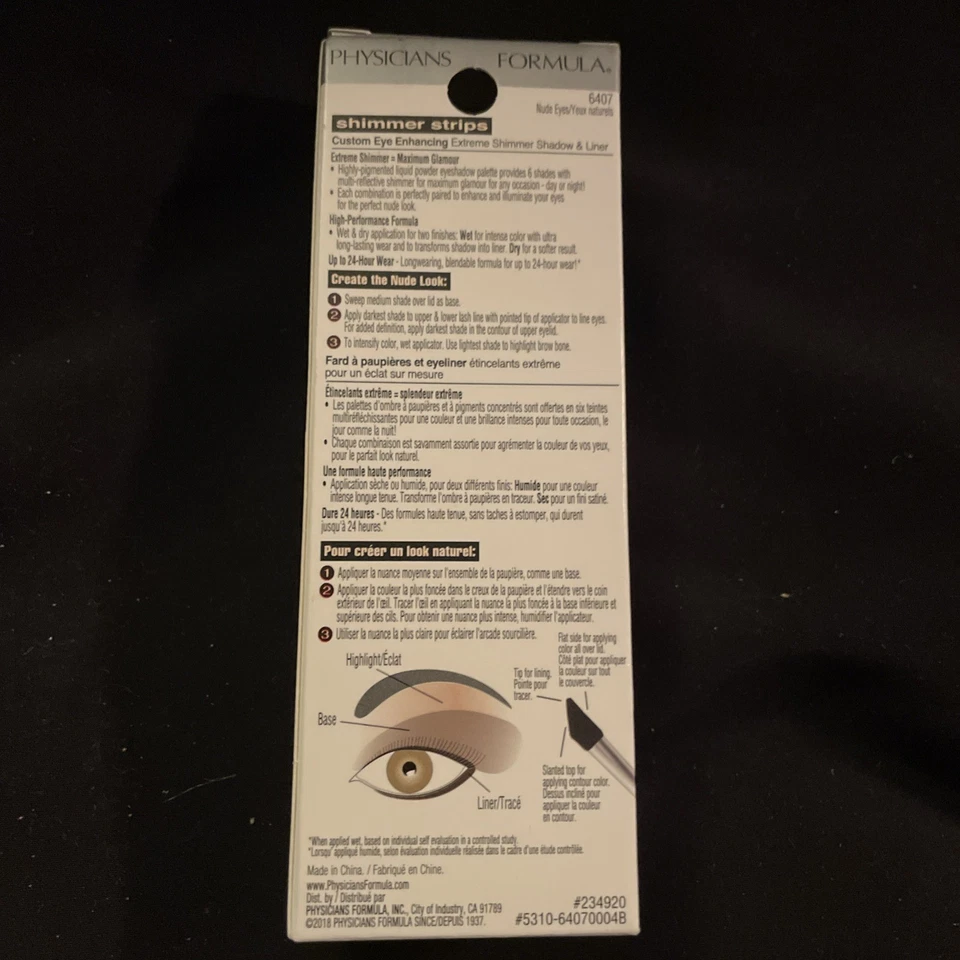 PHYSICIANS FORMULA®
6407
Nude Eyes/Yeux naturels
shimmer strips
Custom Eye Enhancing Extreme Shimmer Shadow & Liner
Extreme Shimmer = Maximum Glamour
• Highly-pigmented liquid powder eyeshadow palette provides 6 shades with
multi-reflective shimmer for maximum glamour for any occasion - day or night!
• Each combination is perfectly paired to enhance and illuminate your eyes
for the perfect nude look.
High-Performance Formula
• Wet & dry application for two finishes: Wet for intense color with ultra
long-lasting wear and to transforms shadow into liner. Dry for a softer result.
Up to 24-Hour Wear - Longwearing, blendable formula for up to 24-hour wear!*
Create the Nude Look:
1 Sweep medium shade over lid as base.
2 Apply darkest shade to upper & lower lash line with pointed tip of applicator to line eyes.
For added definition, apply darkest shade in the contour of upper eyelid.
3 To intensify color, wet applicator. Use lightest shade to highlight brow bone.
Fard à paupières et eyeliner étincelants extrême
pour un éclat sur mesure
Étincelants extrême = splendeur extrême
• Les palettes d'ombre à paupières et à pigments concentrés sont offertes en six teintes
multiréfléchissantes pour une couleur et une brillance intenses pour toute occasion, le
jour comme la nuit!
• Chaque combinaison est savamment assortie pour agrémenter la couleur de vos yeux,
pour le parfait look naturel.
Une formule haute performance
• Application sèche ou humide, pour deux différents finis: Humide pour une couleur
intense longue tenue. Transforme l'ombre à paupières en traceur. Sec pour un fini satiné.
Dure 24 heures - Des formules haute tenue, sans taches à estomper, qui durent
jusqu'à 24 heures.*
Pour créer un look naturel:
1 Appliquer la nuance moyenne sur l'ensemble de la paupière, comme une base.
2 Appliquer la couleur la plus foncée dans le creux de la paupière et l'étendre vers le coin
extérieur de l'œil. Tracer l'œil en appliquant la nuance la plus foncée à la base inférieure et
supérieure des cils. Pour obtenir une nuance plus intense, humidifier l'applicateur.
3 Utiliser la nuance la plus claire pour éclairer l'arcade sourcilière.
Highlight/Éclat
Base
Liner/Tracé
Tip for lining.
Pointe pour
tracer.
Flat side for applying
color all over lid.
Côté plat pour appliquer
la couleur sur tout
le couvercle.
Slanted top for
applying contour color.
Dessus incliné pour
appliquer la couleur
en contour.
*When applied wet, based on individual self evaluation in a controlled study.
*Lorsqu'appliqué humide, selon évaluation individuelle réalisée dans le cadre d'une étude contrôlée.
Made in China. / Fabriqué en Chine.
www.PhysiciansFormula.com
Dist. by / Distribué par
PHYSICIANS FORMULA, INC., City of Industry, CA 91789
©2018 PHYSICIANS FORMULA SINCE/DEPUIS 1937.
#234920
#5310-64070004B